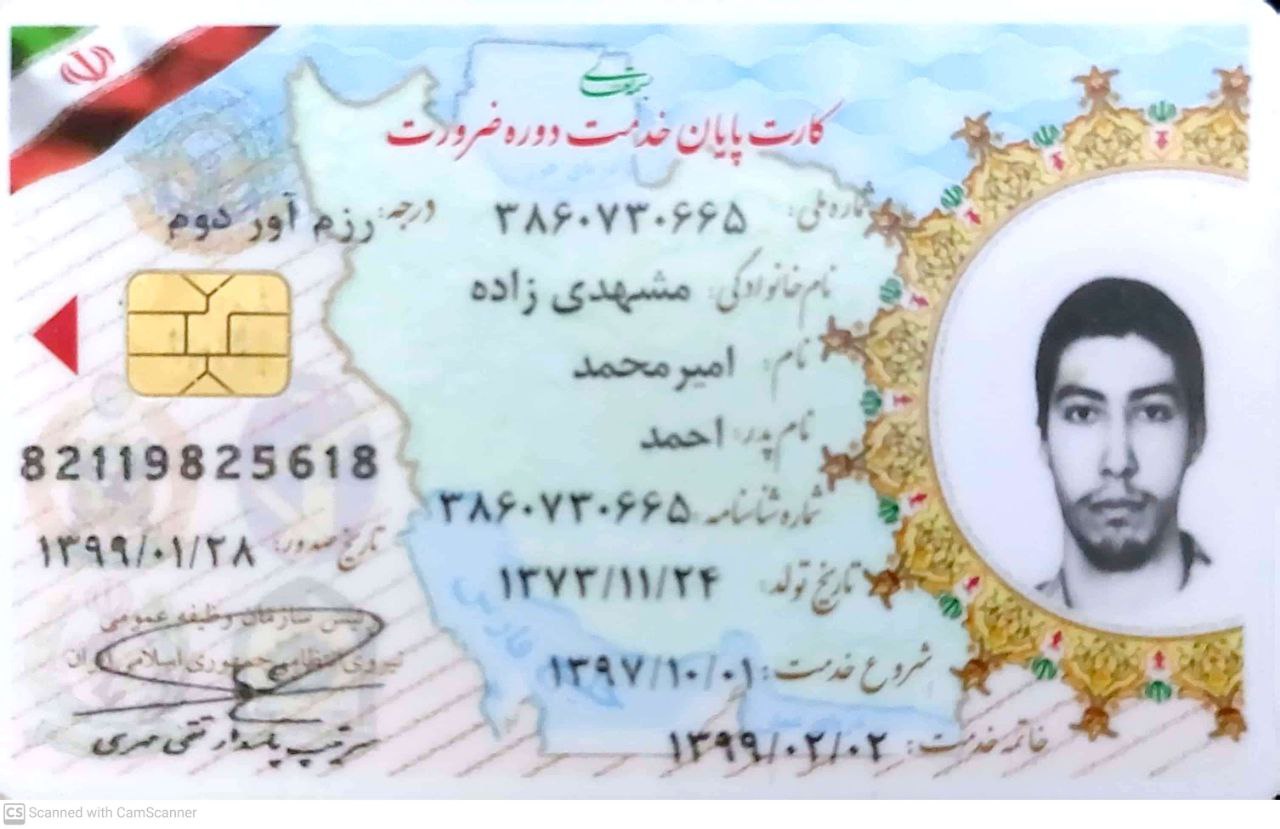 کارت پایان خدمت دوره ضرورت
شماره ملی: ۳۸۶۰۷۳۰۶۶۵
درجه: رزم آور دوم
نام خانوادگی: مشهدی زاده
نام: امیرمحمد
نام پدر: احمد
شماره شناسنامه: ۳۸۶۰۷۳۰۶۶۵
تاریخ تولد: ۱۳۷۳/۱۱/۲۴
شروع خدمت: ۱۳۹۷/۱۰/۰۱
خاتمه خدمت: ۱۳۹۹/۰۲/۰۲
82119825618
تاریخ صدور: ۱۳۹۹/۰۱/۲۸
رییس سازمان وظیفه عمومی
نیروی انتظامی جمهوری اسلامی ایران
سرتیپ پاسدار تقی مهری
CS Scanned with CamScanner